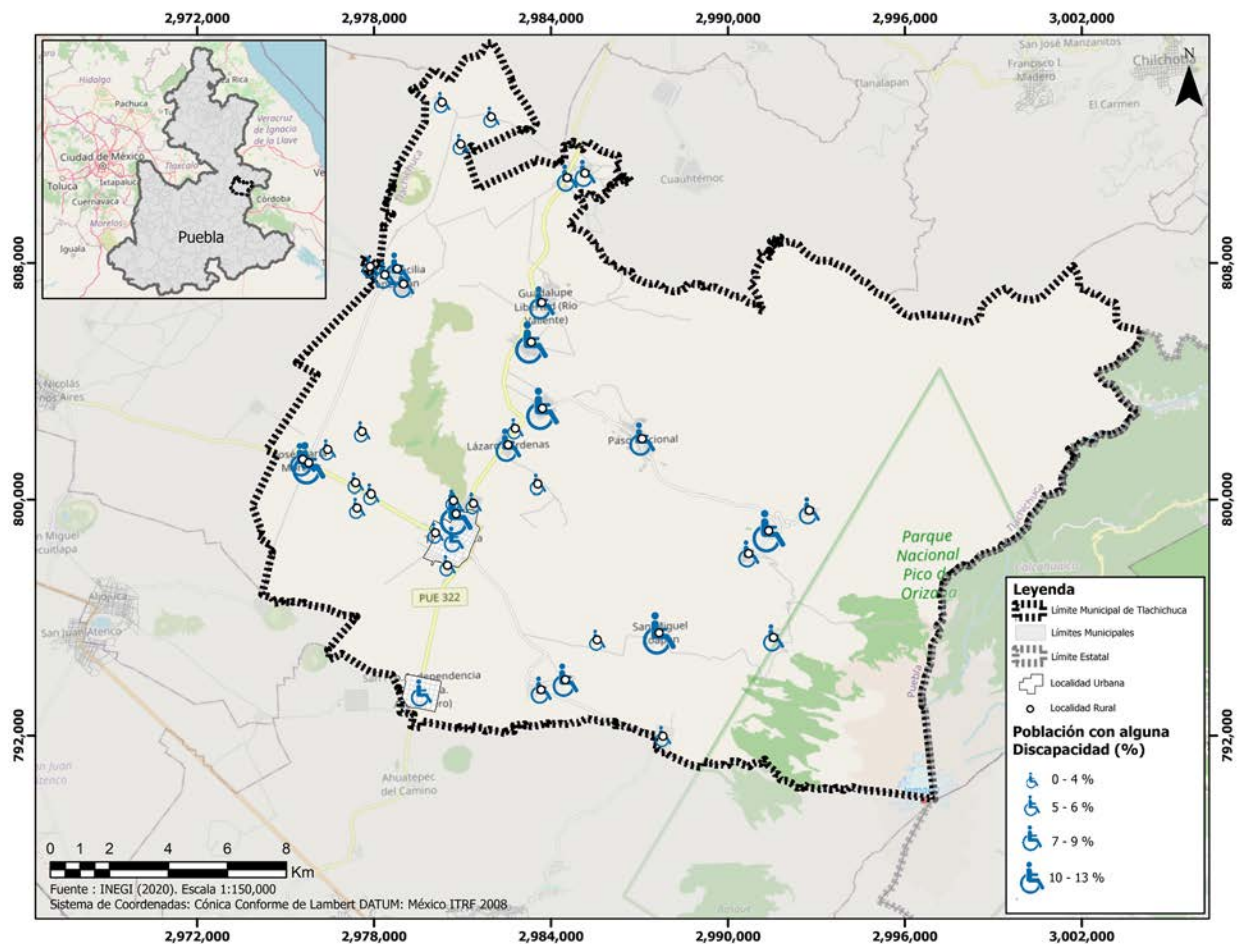 2,972,000
2,978,000
2,984,000
2,990,000
2,996,000
3,002,000
Hidalgo
Pachuca
Rica
Veracruz
de Ignacio
de la Llave
Ciudad de México
Tlaxcala
Toluca
Ixtapaluca
Cuernavaca
Morelos
Córdoba
Iguala
Puebla
San José Manzanitos
Francisco I.
Madero
Chilchotla
El Carmen
Tlanalapan
N
Cuauhtémoc
Tlachichuca
808,000
808,000
Guadalupe
Libertad (Río
Valiente)
Nicolás
Lázaro Cárdenas
800,000
800,000
San Miguel
Aljojuca
San Juan Atenco
PUE 322
Parque
Nacional
Pico de
Orizaba
Tlachichuca
Calcahualco
Puebla
San Miguel
792,000
792,000
San Juan
Atenco
Ahuatepec
del Camino
Leyenda
Límite Municipal de Tlachichuca
Límites Municipales
Límite Estatal
Localidad Urbana
Localidad Rural
Población con alguna
Discapacidad (%)
0 - 4 %
5 - 6 %
7 - 9 %
10 - 13 %
0 1 2 4 6 8
Km
Fuente : INEGI (2020). Escala 1:150,000
Sistema de Coordenadas: Cónica Conforme de Lambert DATUM: México ITRF 2008
2,972,000
2,978,000
2,984,000
2,990,000
2,996,000
3,002,000